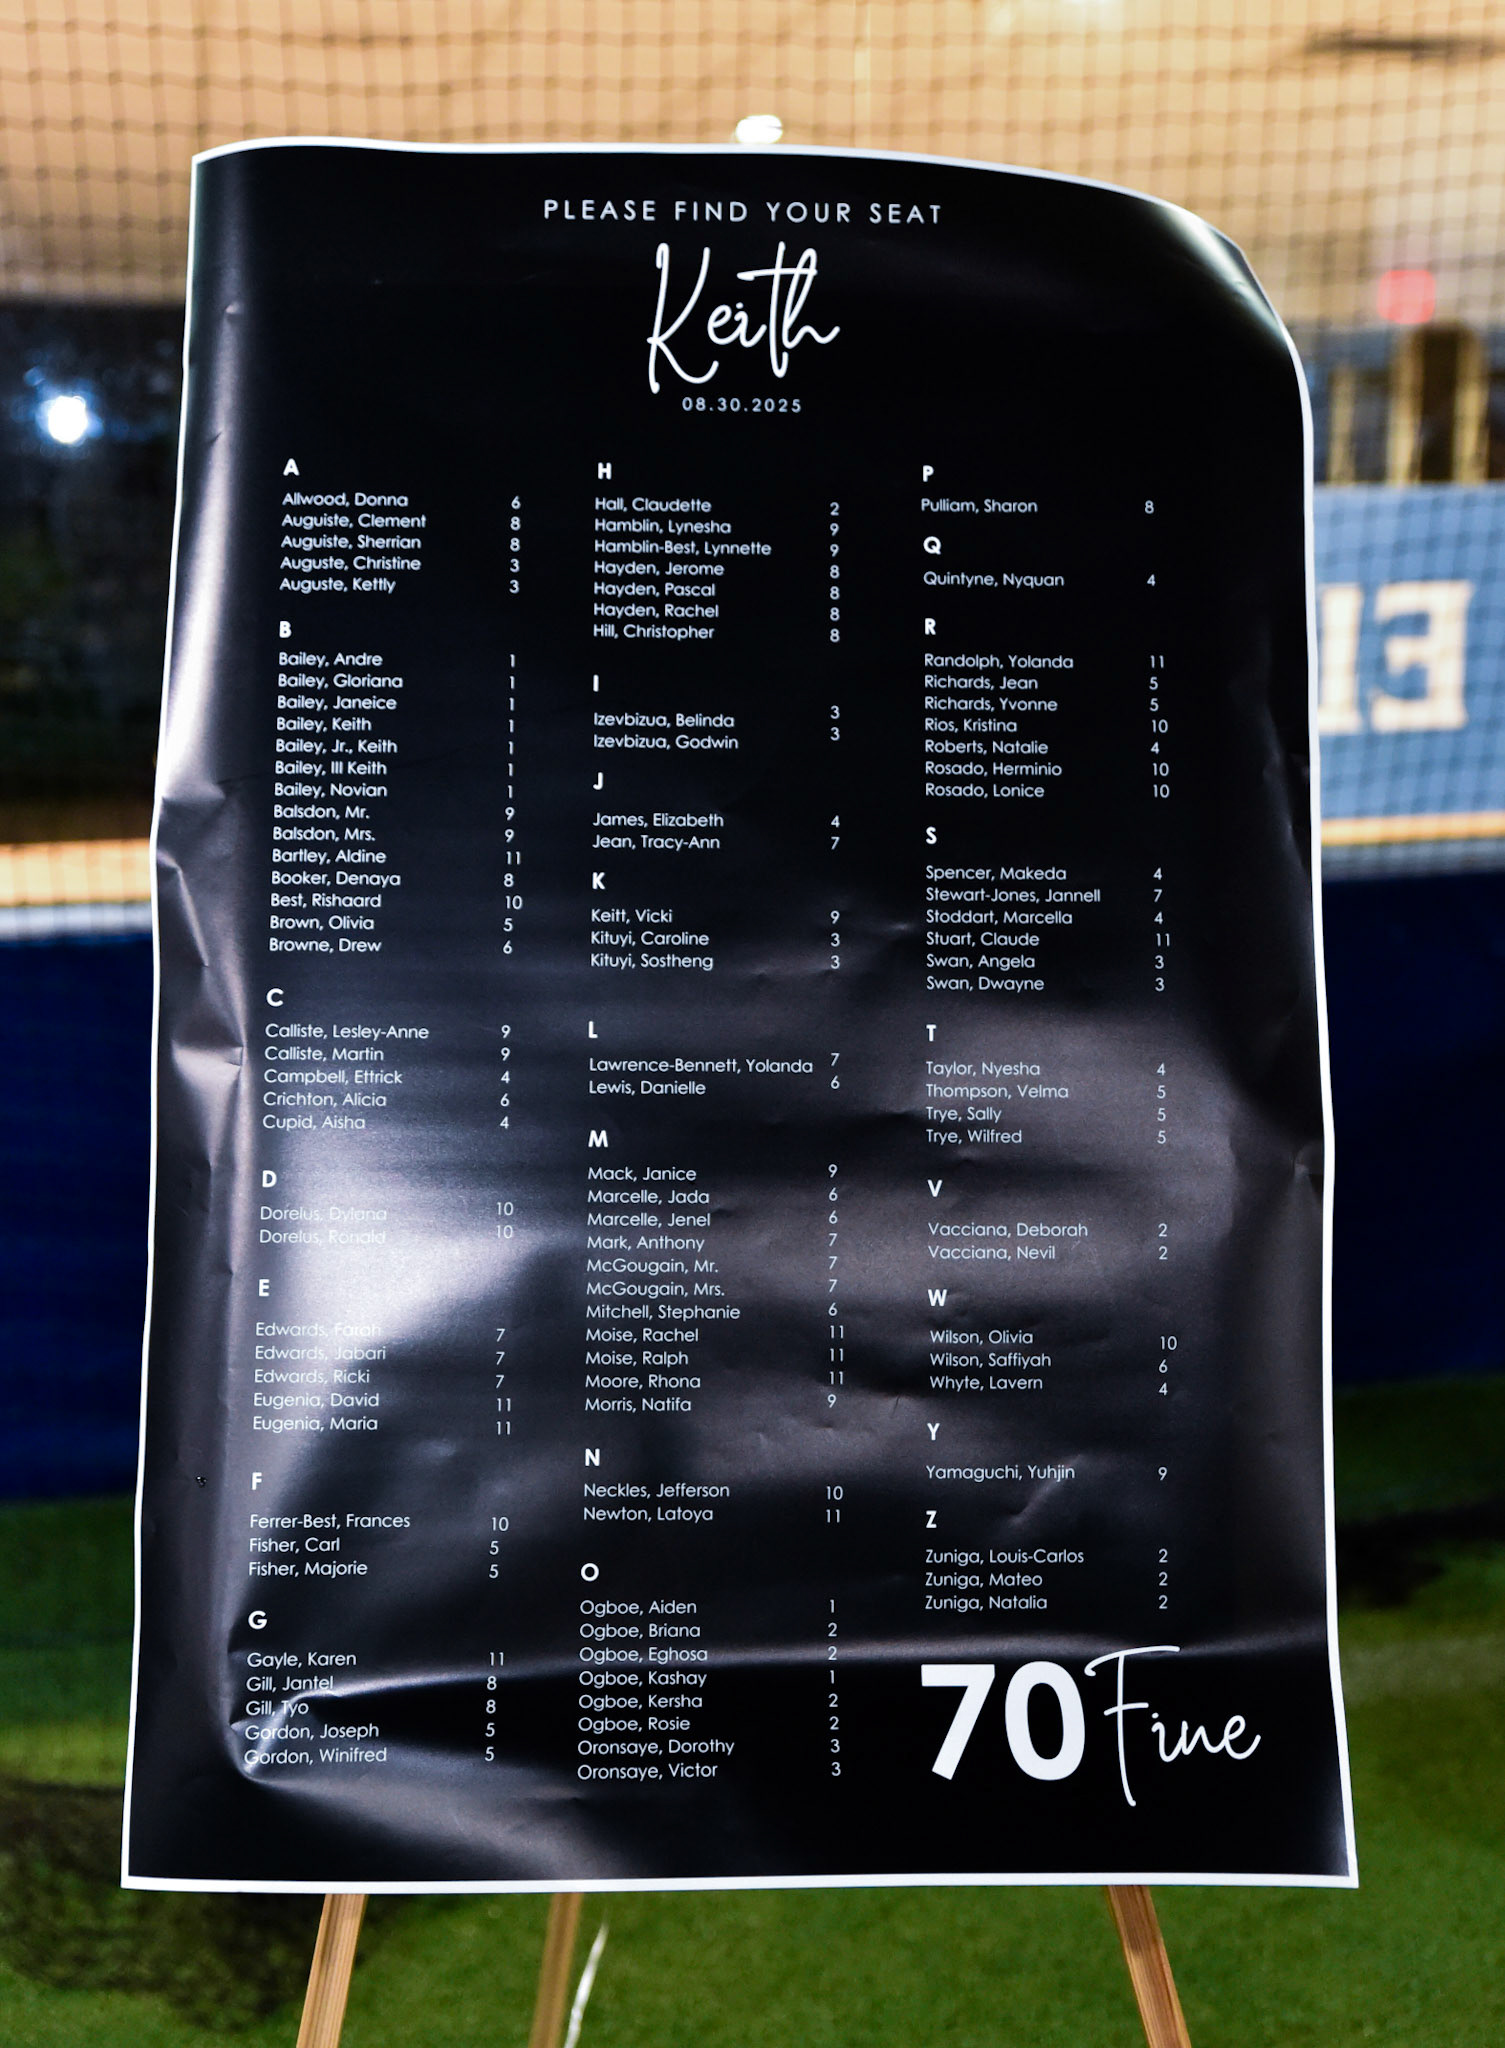 PLEASE FIND YOUR SEAT
Keith
08.30.2025
A
Allwood, Donna 6
Auguiste, Clement 8
Auguiste, Sherrian 8
Auguste, Christine 3
Auguste, Kettly 3
B
Bailey, Andre 1
Bailey, Gloriana 1
Bailey, Janeice 1
Bailey, Keith 1
Bailey, Jr., Keith 1
Bailey, III Keith 1
Bailey, Novian 1
Balsdon, Mr. 9
Balsdon, Mrs. 9
Bartley, Aldine 11
Booker, Denaya 8
Best, Rishaard 10
Brown, Olivia 5
Browne, Drew 6
C
Calliste, Lesley-Anne 9
Calliste, Martin 9
Campbell, Ettrick 4
Crichton, Alicia 6
Cupid, Aisha 4
D
Dorelus, Dylana 10
Dorelus, Ronald 10
E
Edwards, Farah 7
Edwards, Jabari 7
Edwards, Ricki 7
Eugenia, David 11
Eugenia, Maria 11
F
Ferrer-Best, Frances 10
Fisher, Carl 5
Fisher, Majorie 5
G
Gayle, Karen 11
Gill, Jantel 8
Gill, Tyo 8
Gordon, Joseph 5
Gordon, Winifred 5
H
Hall, Claudette 2
Hamblin, Lynesha 9
Hamblin-Best, Lynnette 9
Hayden, Jerome 8
Hayden, Pascal 8
Hayden, Rachel 8
Hill, Christopher 8
I
Izevbizua, Belinda 3
Izevbizua, Godwin 3
J
James, Elizabeth 4
Jean, Tracy-Ann 7
K
Keitt, Vicki 9
Kituyi, Caroline 3
Kituyi, Sostheng 3
L
Lawrence-Bennett, Yolanda 7
Lewis, Danielle 6
M
Mack, Janice 9
Marcelle, Jada 6
Marcelle, Jenel 6
Mark, Anthony 7
McGougain, Mr. 7
McGougain, Mrs. 7
Mitchell, Stephanie 6
Moise, Rachel 11
Moise, Ralph 11
Moore, Rhona 11
Morris, Natifa 9
N
Neckles, Jefferson 10
Newton, Latoya 11
O
Ogboe, Aiden 1
Ogboe, Briana 2
Ogboe, Eghosa 2
Ogboe, Kashay 1
Ogboe, Kersha 2
Ogboe, Rosie 2
Oronsaye, Dorothy 3
Oronsaye, Victor 3
P
Pulliam, Sharon 8
Q
Quintyne, Nyquan 4
R
Randolph, Yolanda 11
Richards, Jean 5
Richards, Yvonne 5
Rios, Kristina 10
Roberts, Natalie 4
Rosado, Herminio 10
Rosado, Lonice 10
S
Spencer, Makeda 4
Stewart-Jones, Jannell 7
Stoddart, Marcella 4
Stuart, Claude 11
Swan, Angela 3
Swan, Dwayne 3
T
Taylor, Nyesha 4
Thompson, Velma 5
Trye, Sally 5
Trye, Wilfred 5
V
Vacciana, Deborah 2
Vacciana, Nevil 2
W
Wilson, Olivia 10
Wilson, Saffiyah 6
Whyte, Lavern 4
Y
Yamaguchi, Yuhjin 9
Z
Zuniga, Louis-Carlos 2
Zuniga, Mateo 2
Zuniga, Natalia 2
70 Fine